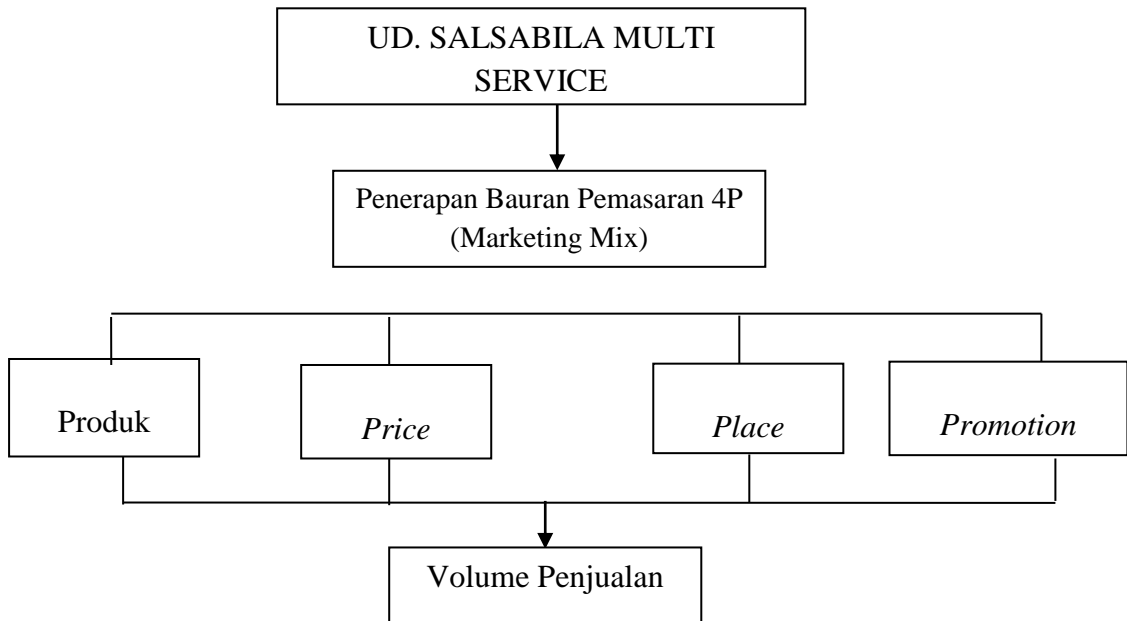 UD. SALSABILA MULTI
SERVICE
Penerapan Bauran Pemasaran 4P
(Marketing Mix)
Produk
Price
Place
Promotion
Volume Penjualan